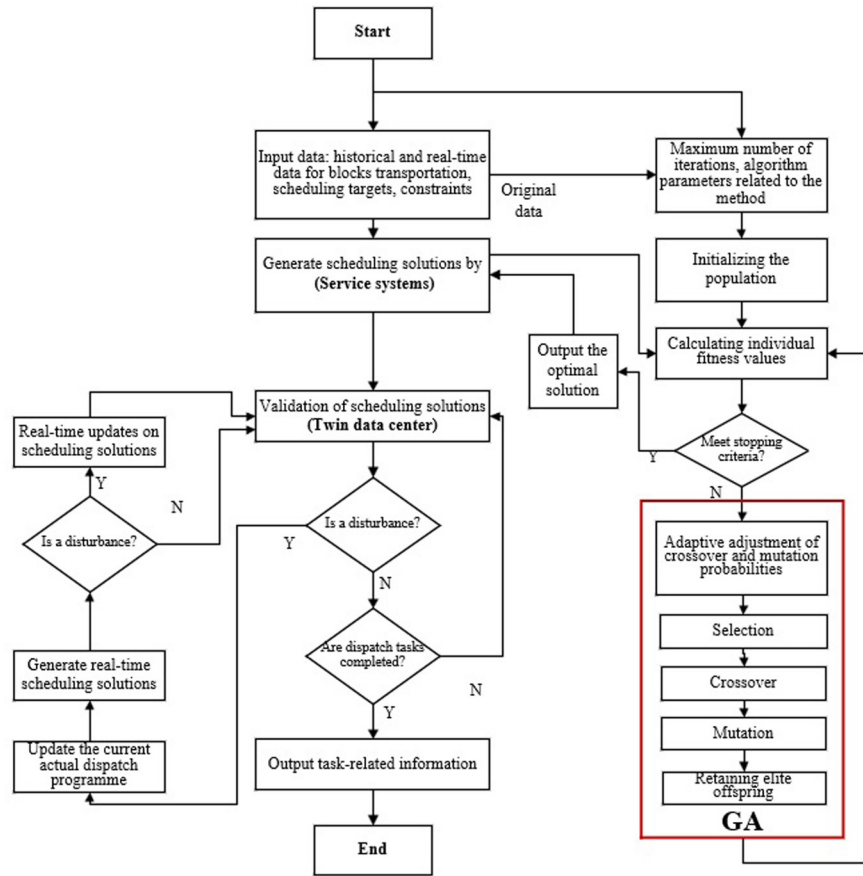 Start
Input data: historical and real-time
data for blocks transportation,
scheduling targets, constraints
Original
data
Maximum number of
iterations, algorithm
parameters related to the
method
Generate scheduling solutions by
(Service systems)
Initializing the
population
Output the
optimal
solution
Calculating individual
fitness values
Validation of scheduling solutions
(Twin data center)
Real-time updates on
scheduling solutions
Meet stopping
criteria?
Y
N
Y
N
Is a disturbance?
Is a disturbance?
Y
N
Adaptive adjustment of
crossover and mutation
probabilities
Selection
Generate real-time
scheduling solutions
Are dispatch tasks
completed?
N
Y
Crossover
Mutation
Update the current
actual dispatch
programme
Output task-related information
Retaining elite
offspring
GA
End